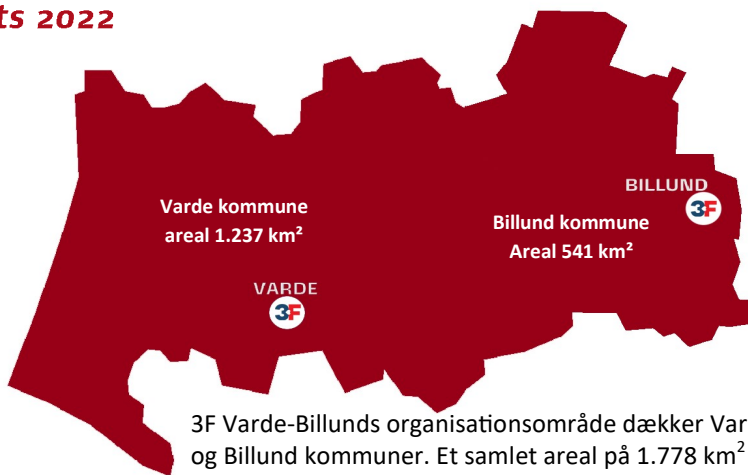 ts 2022
BILLUND
3F
Varde kommune
areal 1.237 km²
Billund kommune
Areal 541 km²
VARDE
3F
3F Varde-Billunds organisationsområde dækker Var
og Billund kommuner. Et samlet areal på 1.778 km²